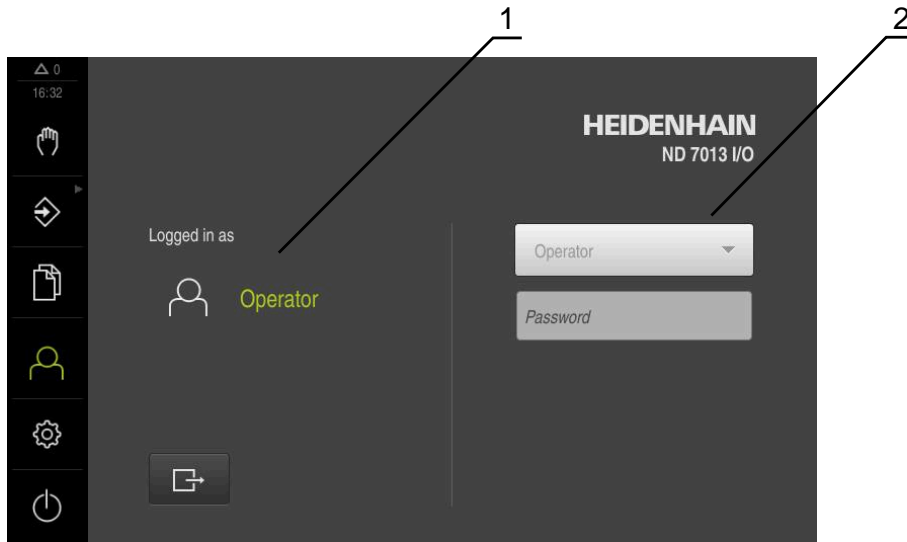 1
2
0
16:32
HEIDENHAIN
ND 7013 I/O
Logged in as
Operator
Operator
Password